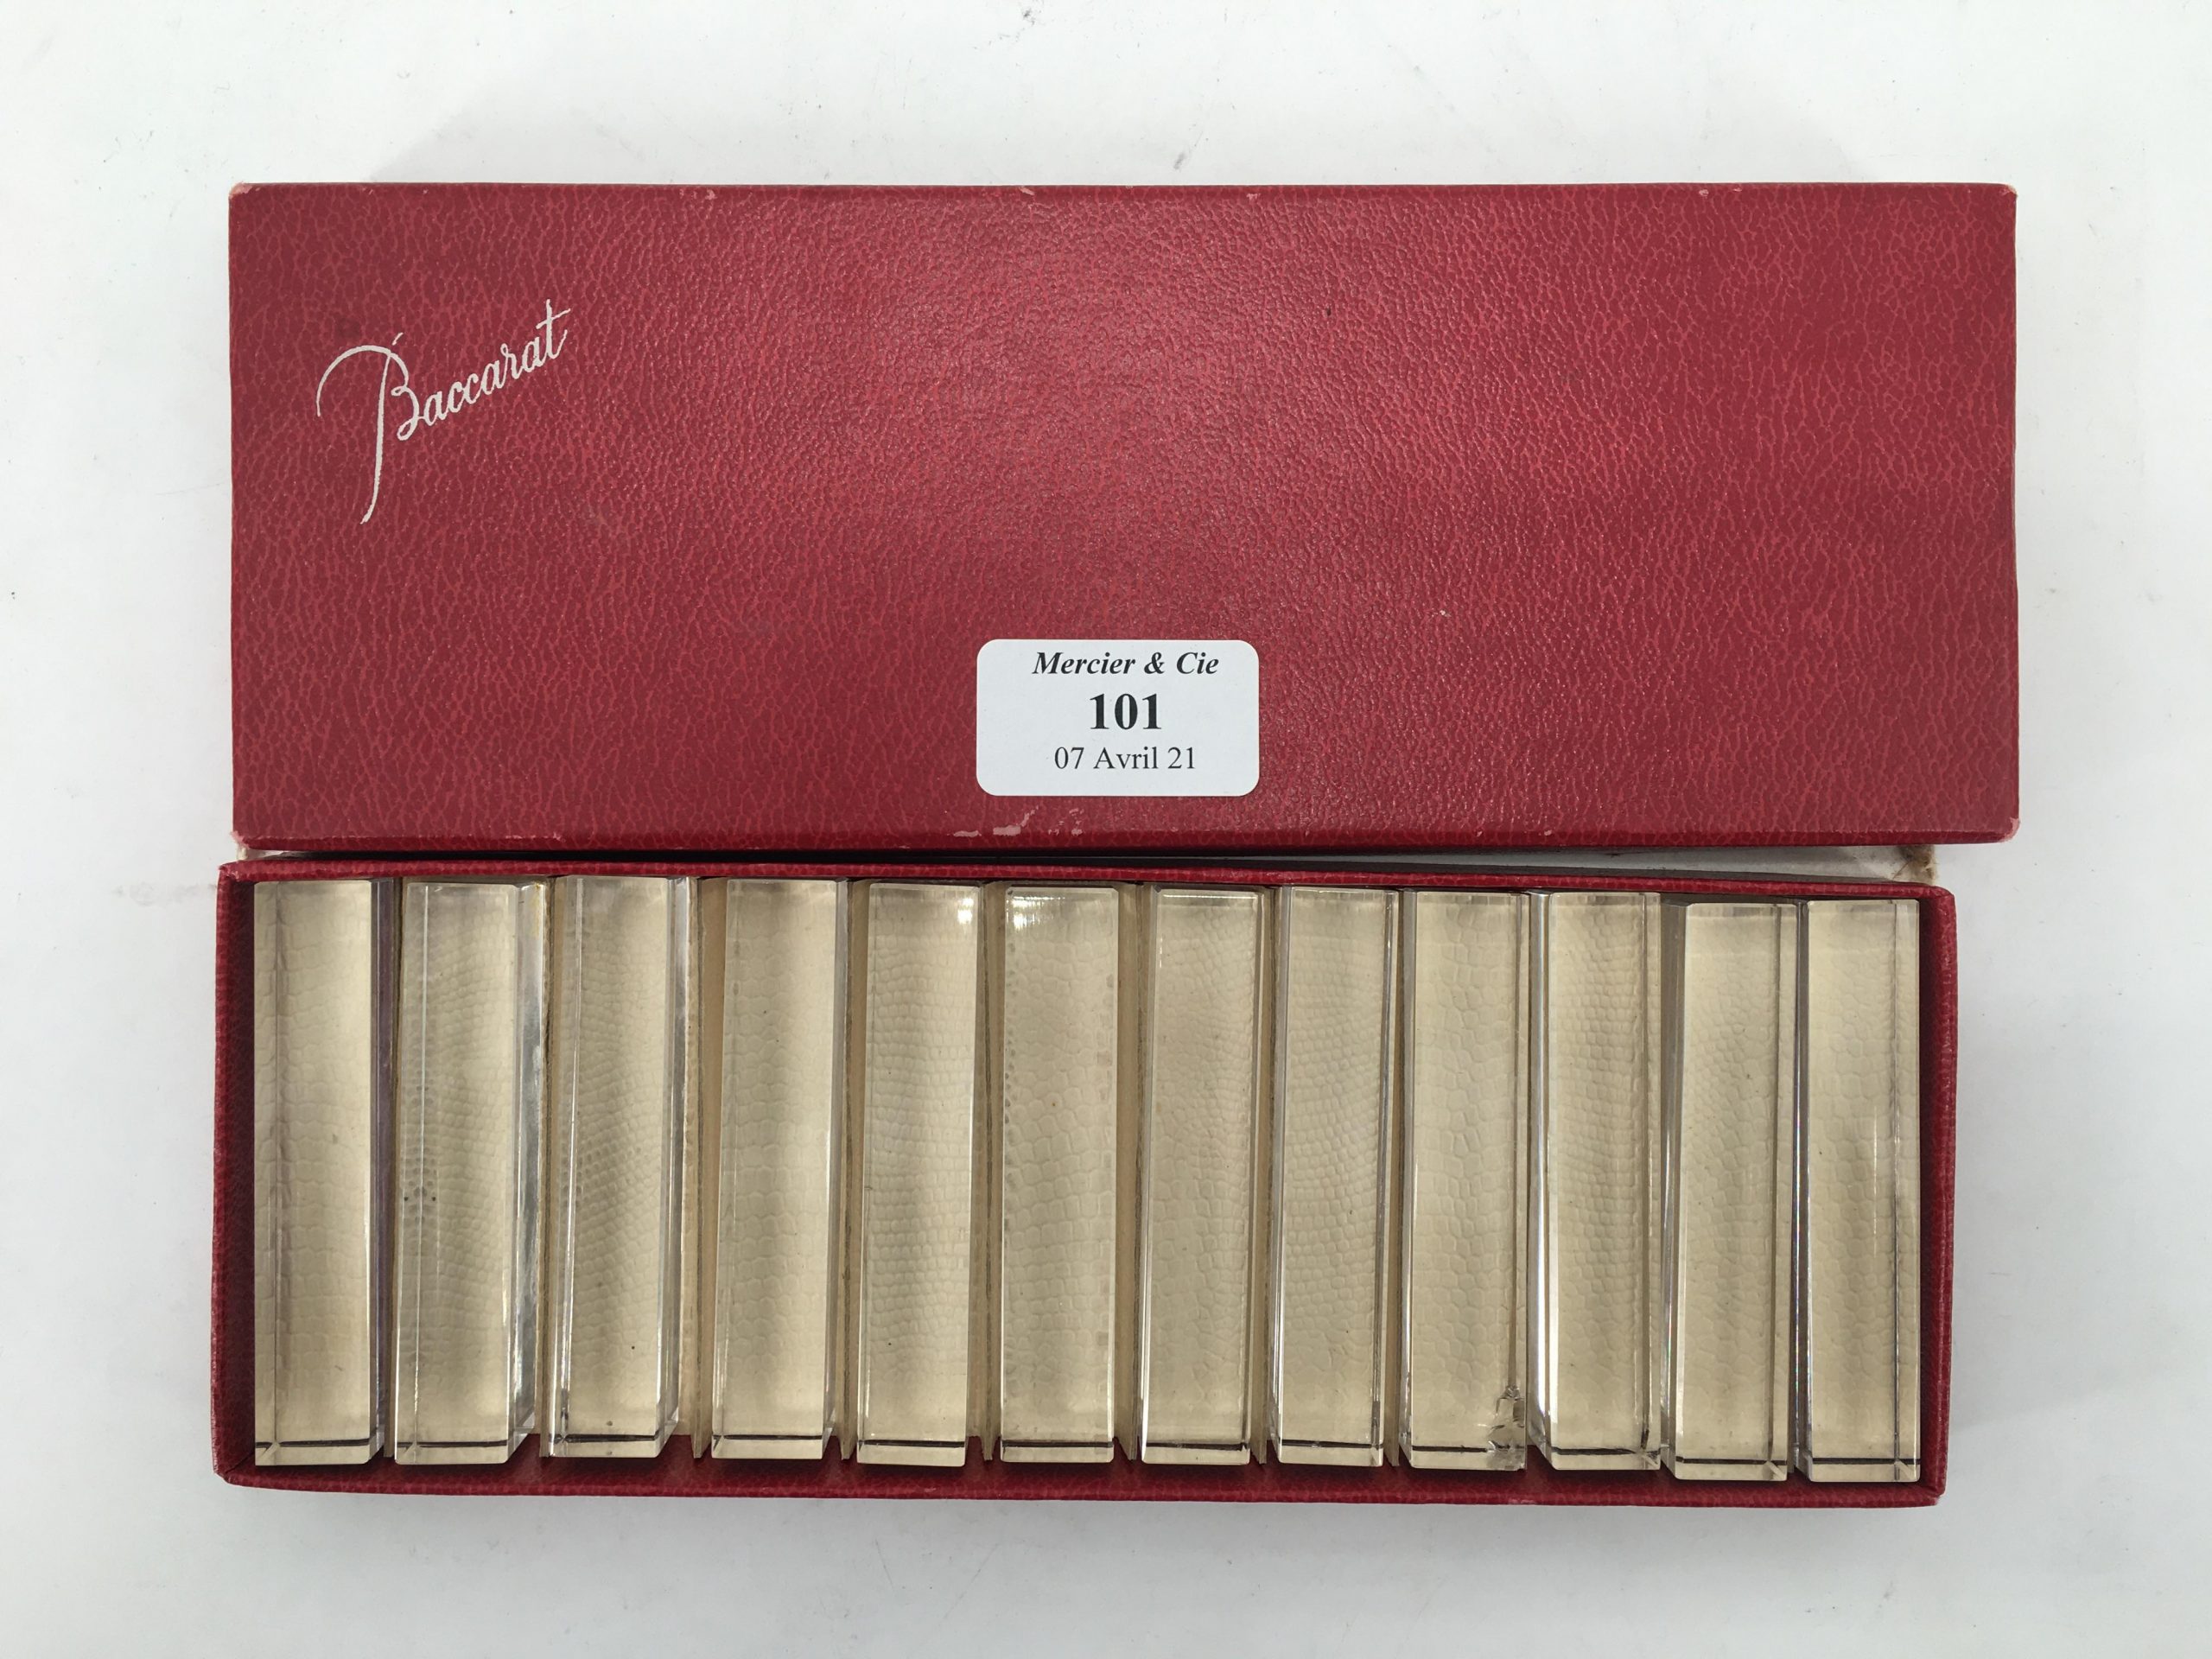 Baccarat
Mercier & Cie
101
07 Avril 21